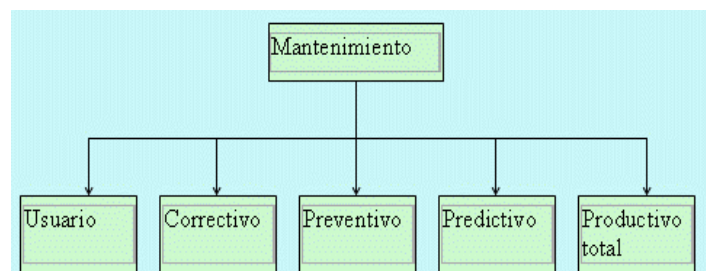 Mantenimiento
Usuario
Correctivo
Preventivo
Predictivo
Productivo
total